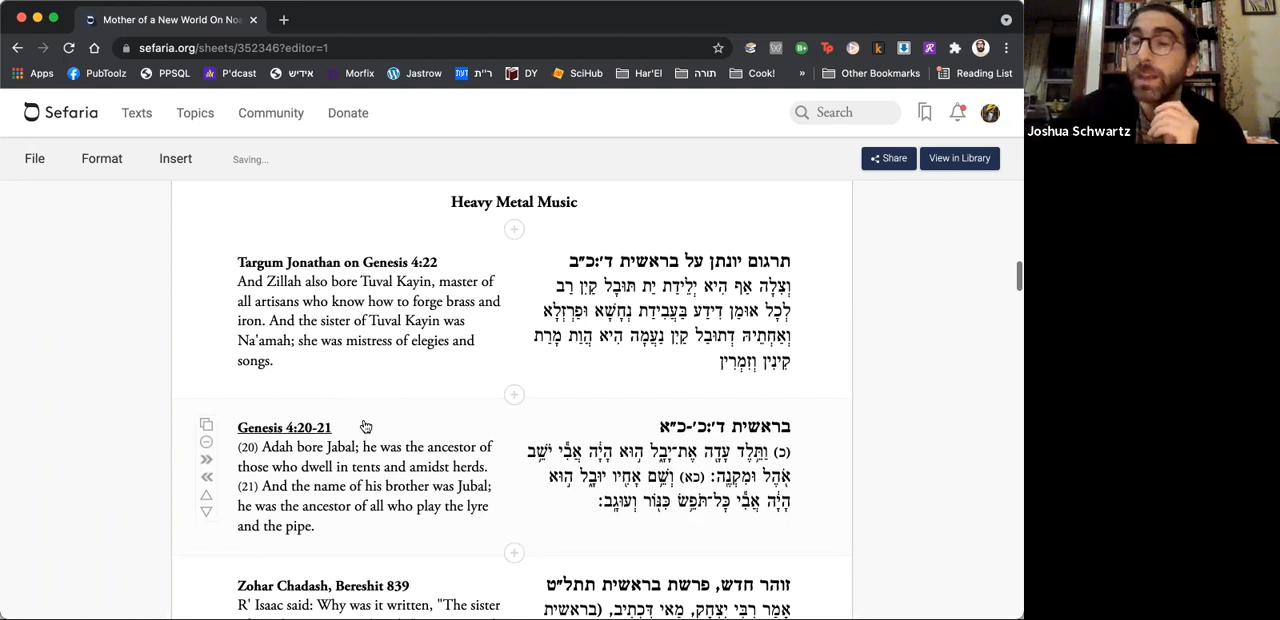 Mother of a New World On Noa
sefaria.org/sheets/352346?editor=1
Apps PubToolz PPSQL P'dcast אידיש Morfix Jastrow ר״ת DY SciHub Har'El תורה Cook! » Other Bookmarks Reading List
Sefaria Texts Topics Community Donate Search
File Format Insert Saving... Share View in Library
Joshua Schwartz
Heavy Metal Music
Targum Jonathan on Genesis 4:22
And Zillah also bore Tuval Kayin, master of
all artisans who know how to forge brass and
iron. And the sister of Tuval Kayin was
Na'amah; she was mistress of elegies and
songs.
תרגום יונתן על בראשית ד׳:כ״ב
וְצִלָה אַף הִיא יְלֵידַת יַת תּוּבָל קַיִן רַב
לְכָל אוּמַן דְיִדַע בַּעֲבִידַת נְחָשָׁא וּפַרְזְלָא
וְאַחְתֵיהּ דְתוּבַל קַיִן נַעֲמָה הִיא הֲוַת מָרַת
קִינִין וְזִמְרִין
Genesis 4:20-21
(20) Adah bore Jabal; he was the ancestor of
those who dwell in tents and amidst herds.
(21) And the name of his brother was Jubal;
he was the ancestor of all who play the lyre
and the pipe.
בראשית ד׳:כ׳-כ״א
(כ) וַתֵּ֥לֶד עָדָ֖ה אֶת־יָבָ֑ל ה֣וּא הָיָ֔ה אֲבִ֕י יֹשֵׁ֥ב
אֹ֖הֶל וּמִקְנֶֽה׃ (כא) וְשֵׁ֥ם אָחִ֖יו יוּבָ֑ל ה֣וּא
הָיָ֔ה אֲבִ֕י כׇּל־תֹּפֵ֥שׂ כִּנּ֖וֹר וְעוּגָֽב׃
Zohar Chadash, Bereshit 839
R' Isaac said: Why was it written, "The sister
זוהר חדש, פרשת בראשית תתל״ט
אָמַר רִבִּי יִצְחָק, מַאי דִּכְתִיב, (בראשית